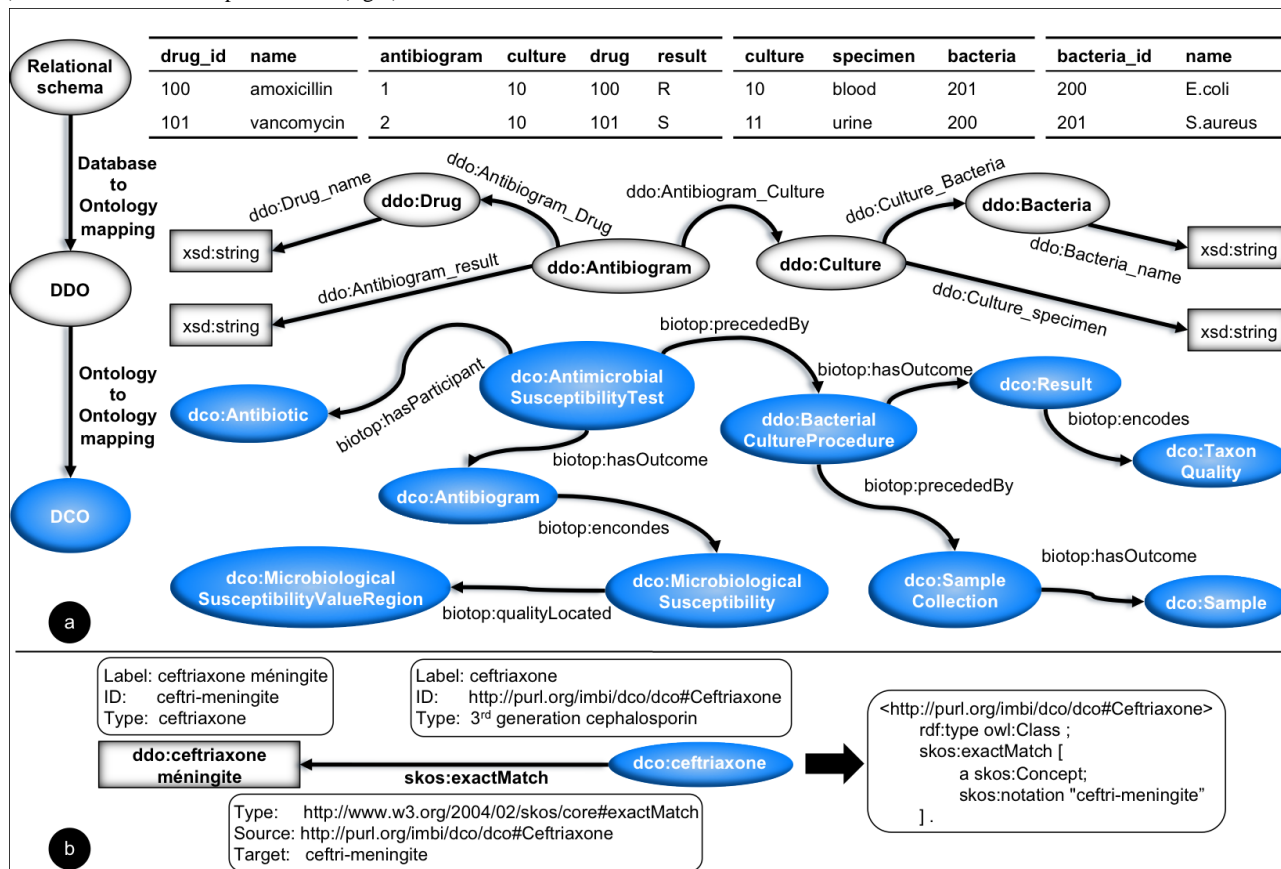 Relational
schema
drug_id name
100 amoxicillin
101 vancomycin
antibiogram culture drug result
1 10 100 R
2 10 101 S
culture specimen bacteria
10 blood 201
11 urine 200
bacteria_id name
200 E.coli
201 S.aureus
Database
to
Ontology
mapping
DDO
Ontology
to
Ontology
mapping
DCO
ddo:Drug_name
ddo:Drug
ddo:Antibiogram_Drug
ddo:Antibiogram_Culture
ddo:Culture_Bacteria
ddo:Bacteria
xsd:string
ddo:Antibiogram
ddo:Culture
ddo:Bacteria_name
xsd:string
ddo:Antibiogram_result
ddo:Culture_specimen
xsd:string
xsd:string
biotop:precededBy
biotop:hasOutcome
dco:Antimicrobial
SusceptibilityTest
dco:Result
dco:Antibiotic
biotop:hasParticipant
ddo:Bacterial
CultureProcedure
biotop:encodes
biotop:hasOutcome
dco:Taxon
Quality
dco:Antibiogram
biotop:precededBy
biotop:encondes
biotop:hasOutcome
dco:Microbiological
SusceptibilityValueRegion
biotop:qualityLocated
dco:Microbiological
Susceptibility
dco:Sample
Collection
dco:Sample
a
Label: ceftriaxone méningite
ID: ceftri-meningite
Type: ceftriaxone
Label: ceftriaxone
ID: http://purl.org/imbi/dco/dco#Ceftriaxone
Type: 3rd generation cephalosporin
ddo:ceftriaxone
méningite
skos:exactMatch
dco:ceftriaxone
Type: http://www.w3.org/2004/02/skos/core#exactMatch
Source: http://purl.org/imbi/dco/dco#Ceftriaxone
Target: ceftri-meningite
<http://purl.org/imbi/dco/dco#Ceftriaxone>
rdf:type owl:Class ;
skos:exactMatch [
a skos:Concept;
skos:notation "ceftri-meningite”
] .
b